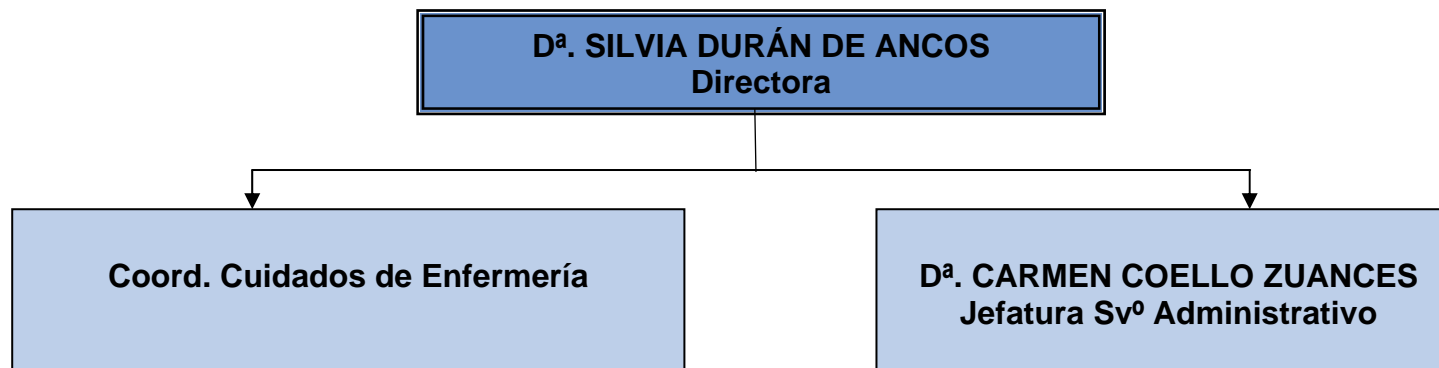 Dª. SILVIA DURÁN DE ANCOS
Directora
Coord. Cuidados de Enfermería
Dª. CARMEN COELLO ZUANCES
Jefatura Svº Administrativo